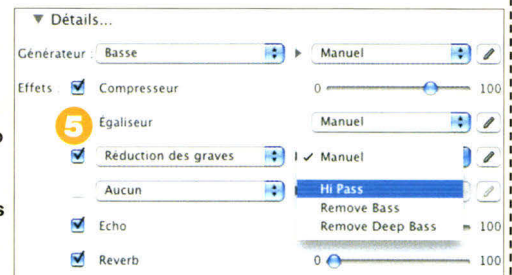 ▼ Détails...
Générateur : Basse Manuel
Effets : Compresseur 0 100
5 Égaliseur Manuel
Réduction des graves ✓ Manuel
Aucun Hi Pass
Remove Bass
Remove Deep Bass
Echo 100
Reverb 0 100